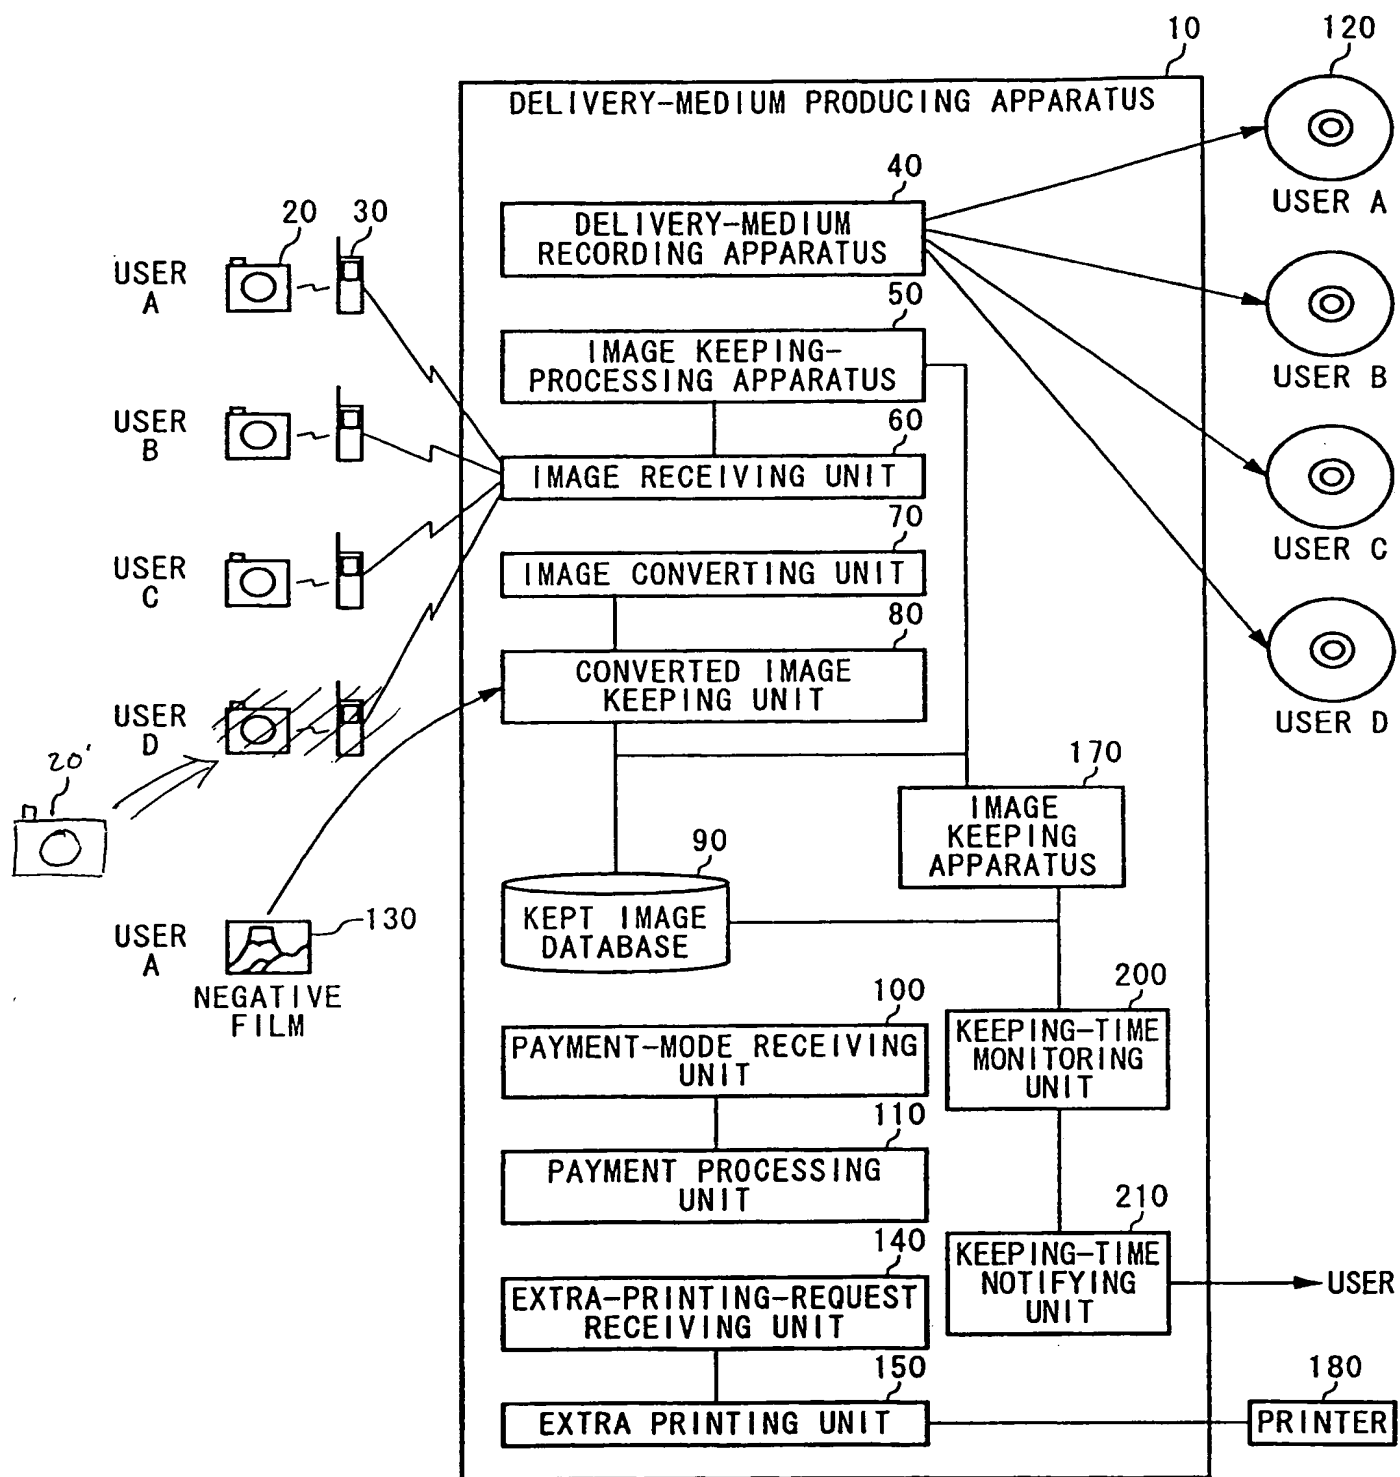 10
120
DELIVERY-MEDIUM PRODUCING APPARATUS
40
DELIVERY-MEDIUM
RECORDING APPARATUS
USER A
20
30
USER
A
50
IMAGE KEEPING-
PROCESSING APPARATUS
USER B
USER
B
60
IMAGE RECEIVING UNIT
USER C
70
IMAGE CONVERTING UNIT
USER
C
80
CONVERTED IMAGE
KEEPING UNIT
USER D
USER
D
20'
170
IMAGE
KEEPING
APPARATUS
90
KEPT IMAGE
DATABASE
USER
A
130
NEGATIVE
FILM
100
PAYMENT-MODE RECEIVING
UNIT
200
KEEPING-TIME
MONITORING
UNIT
110
PAYMENT PROCESSING
UNIT
210
KEEPING-TIME
NOTIFYING
UNIT
USER
140
EXTRA-PRINTING-REQUEST
RECEIVING UNIT
150
EXTRA PRINTING UNIT
180
PRINTER